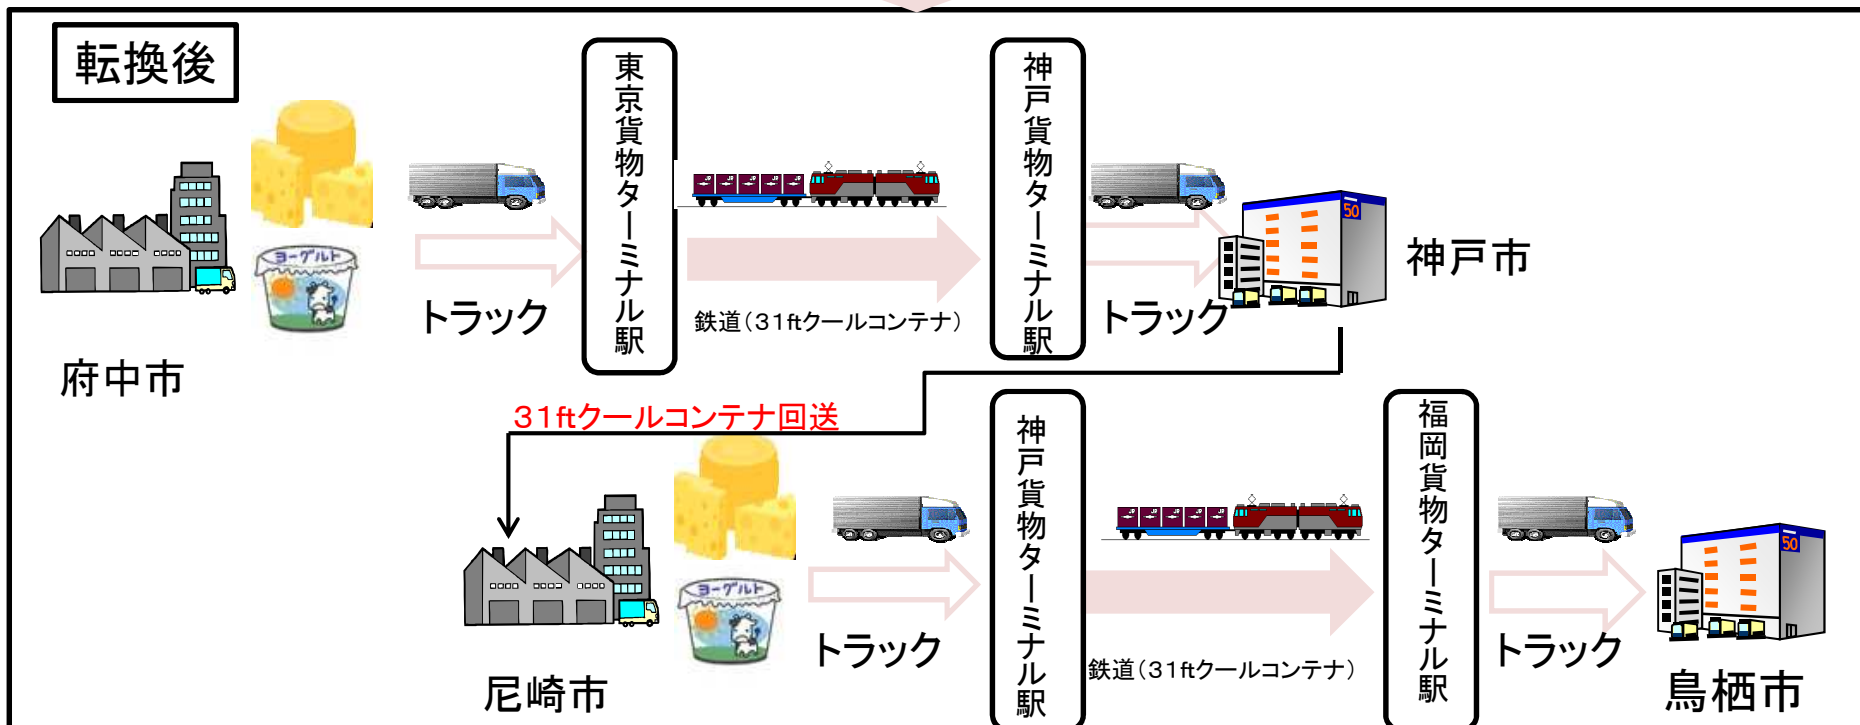 転換後
東京貨物ターミナル駅
神戸貨物ターミナル駅
ヨーグルト
トラック
鉄道(31ftクールコンテナ)
トラック
50
神戸市
府中市
31ftクールコンテナ回送
神戸貨物ターミナル駅
福岡貨物ターミナル駅
ヨーグルト
トラック
鉄道(31ftクールコンテナ)
トラック
50
尼崎市
鳥栖市